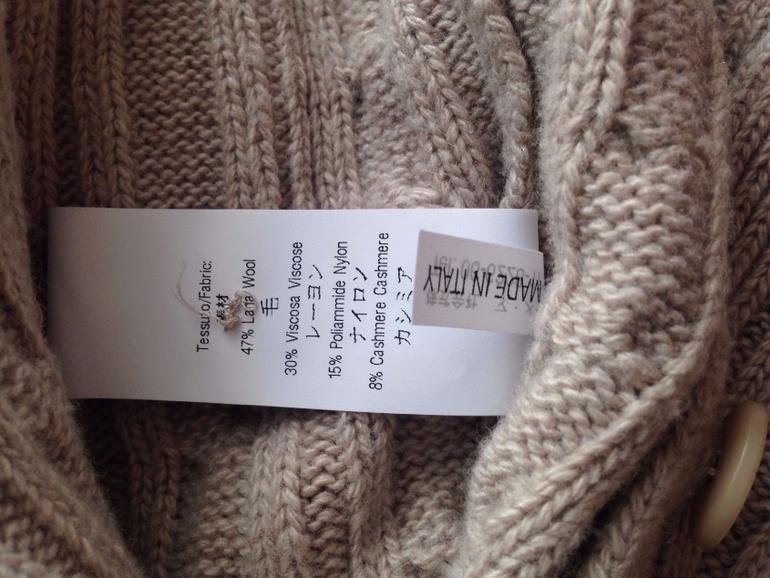 Tessuto/Fabric:
素材
47% Lana Wool
毛
30% Viscosa Viscose
レーヨン
15% Poliammide Nylon
ナイロン
8% Cashmere Cashmere
カシミア
MADE IN ITALY